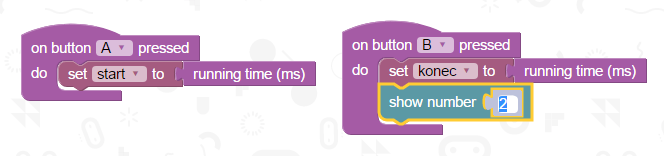 on button A pressed
do set start to running time (ms)
on button B pressed
do set konec to running time (ms)
show number 2